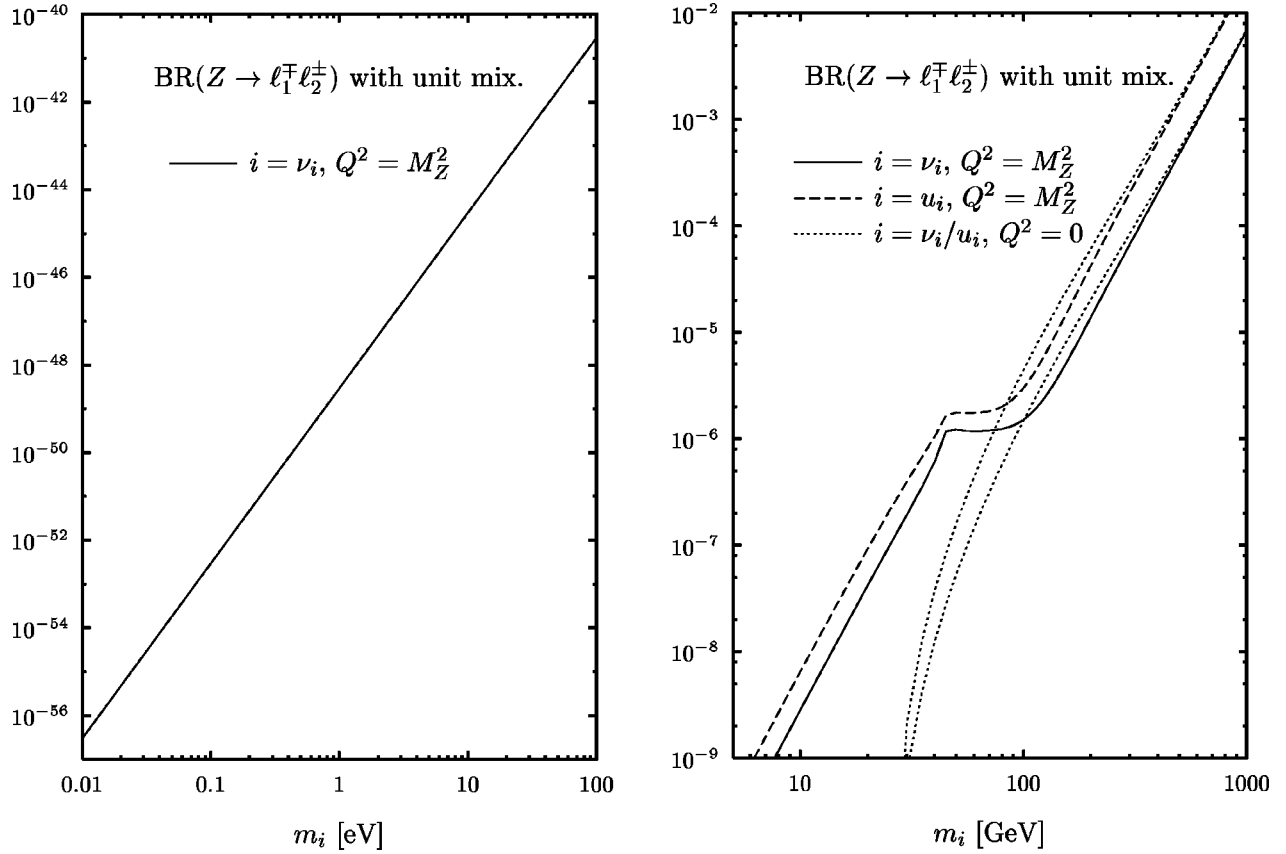 10⁻⁴⁰
10⁻⁴²
10⁻⁴⁴
10⁻⁴⁶
10⁻⁴⁸
10⁻⁵⁰
10⁻⁵²
10⁻⁵⁴
10⁻⁵⁶
BR(Z → ℓ₁^∓ ℓ₂^±) with unit mix.
i = νᵢ, Q² = M_Z²
0.01 0.1 1 10 100
mᵢ [eV]
10⁻²
10⁻³
10⁻⁴
10⁻⁵
10⁻⁶
10⁻⁷
10⁻⁸
10⁻⁹
BR(Z → ℓ₁^∓ ℓ₂^±) with unit mix.
i = νᵢ, Q² = M_Z²
i = uᵢ, Q² = M_Z²
i = νᵢ/uᵢ, Q² = 0
10 100 1000
mᵢ [GeV]